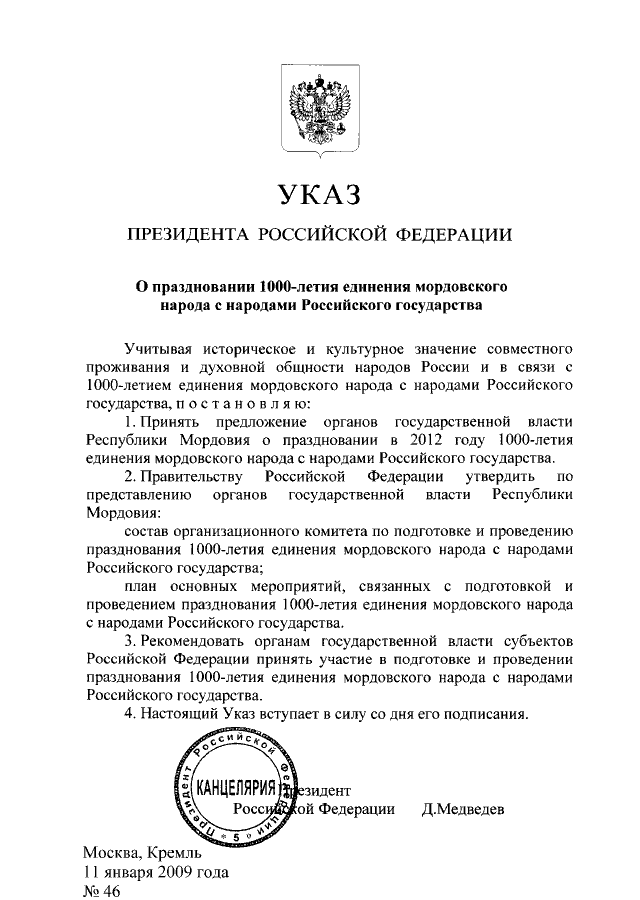 УКАЗ
ПРЕЗИДЕНТА РОССИЙСКОЙ ФЕДЕРАЦИИ
О праздновании 1000-летия единения мордовского
народа с народами Российского государства
Учитывая историческое и культурное значение совместного
проживания и духовной общности народов России и в связи с
1000-летием единения мордовского народа с народами Российского
государства, п о с т а н о в л я ю:
1. Принять предложение органов государственной власти
Республики Мордовия о праздновании в 2012 году 1000-летия
единения мордовского народа с народами Российского государства.
2. Правительству Российской Федерации утвердить по
представлению органов государственной власти Республики
Мордовия:
состав организационного комитета по подготовке и проведению
празднования 1000-летия единения мордовского народа с народами
Российского государства;
план основных мероприятий, связанных с подготовкой и
проведением празднования 1000-летия единения мордовского народа
с народами Российского государства.
3. Рекомендовать органам государственной власти субъектов
Российской Федерации принять участие в подготовке и проведении
празднования 1000-летия единения мордовского народа с народами
Российского государства.
4. Настоящий Указ вступает в силу со дня его подписания.
Президент Российской Федерации
КАНЦЕЛЯРИЯ
* 5 *
Президент
Российской Федерации Д.Медведев
Москва, Кремль
11 января 2009 года
№ 46